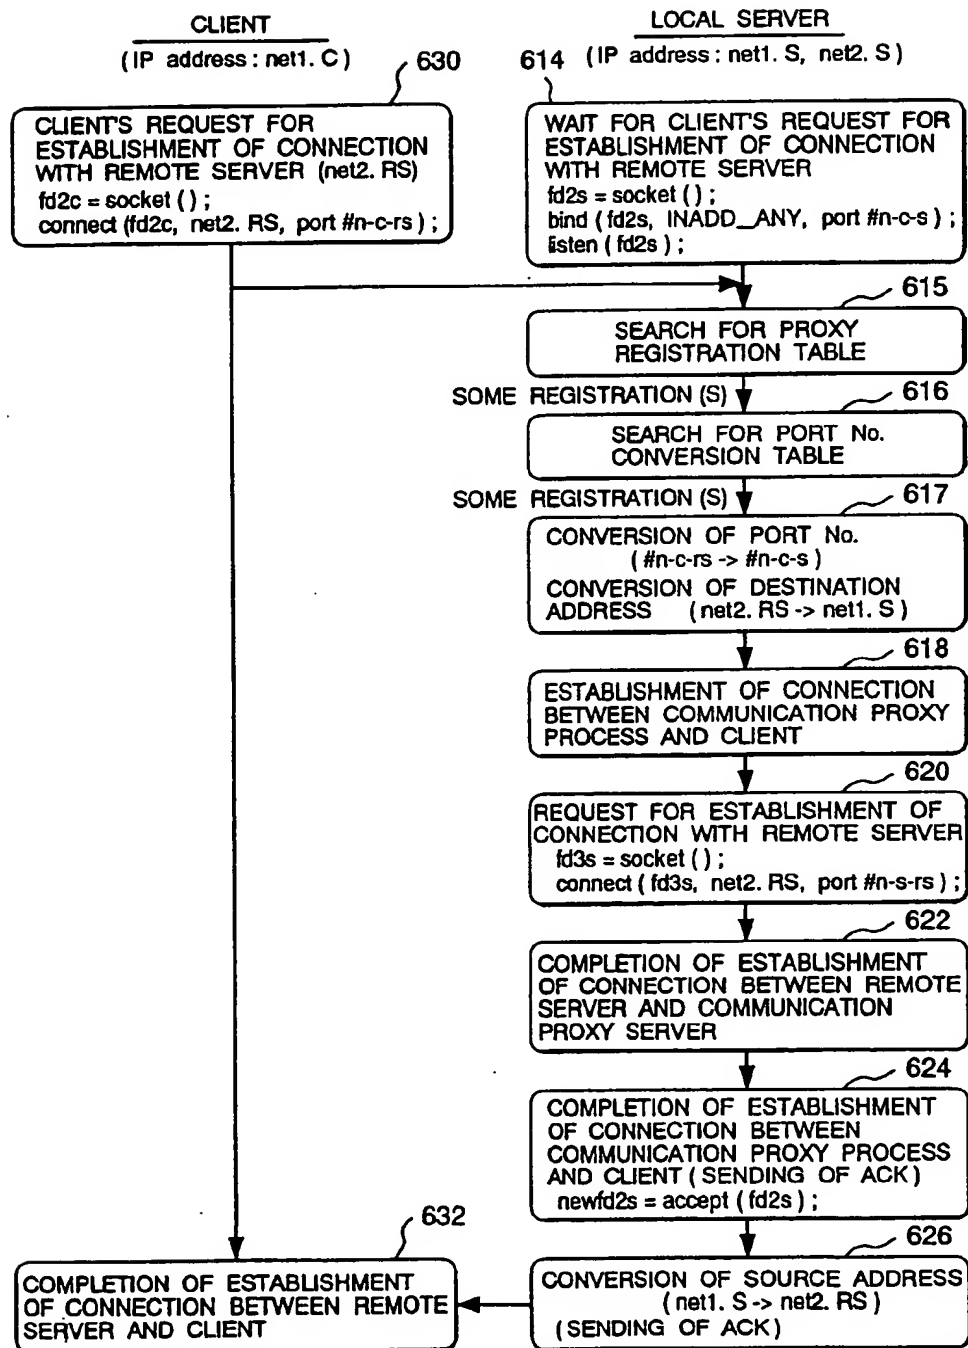 CLIENT
(IP address : net1. C)
630
CLIENT'S REQUEST FOR
ESTABLISHMENT OF CONNECTION
WITH REMOTE SERVER (net2. RS)
fd2c = socket ( ) ;
connect (fd2c, net2. RS, port #n-c-rs ) ;
LOCAL SERVER
614
(IP address : net1. S, net2. S)
WAIT FOR CLIENT'S REQUEST FOR
ESTABLISHMENT OF CONNECTION
WITH REMOTE SERVER
fd2s = socket ( ) ;
bind ( fd2s, INADD__ANY, port #n-c-s ) ;
listen ( fd2s ) ;
615
SEARCH FOR PROXY
REGISTRATION TABLE
SOME REGISTRATION (S)
616
SEARCH FOR PORT No.
CONVERSION TABLE
SOME REGISTRATION (S)
617
CONVERSION OF PORT No.
( #n-c-rs -> #n-c-s )
CONVERSION OF DESTINATION
ADDRESS ( net2. RS -> net1. S )
618
ESTABLISHMENT OF CONNECTION
BETWEEN COMMUNICATION PROXY
PROCESS AND CLIENT
620
REQUEST FOR ESTABLISHMENT OF
CONNECTION WITH REMOTE SERVER
fd3s = socket ( ) ;
connect ( fd3s, net2. RS, port #n-s-rs ) ;
622
COMPLETION OF ESTABLISHMENT
OF CONNECTION BETWEEN REMOTE
SERVER AND COMMUNICATION
PROXY SERVER
624
COMPLETION OF ESTABLISHMENT
OF CONNECTION BETWEEN
COMMUNICATION PROXY PROCESS
AND CLIENT ( SENDING OF ACK )
newfd2s = accept ( fd2s ) ;
626
CONVERSION OF SOURCE ADDRESS
( net1. S -> net2. RS )
(SENDING OF ACK)
632
COMPLETION OF ESTABLISHMENT
OF CONNECTION BETWEEN REMOTE
SERVER AND CLIENT